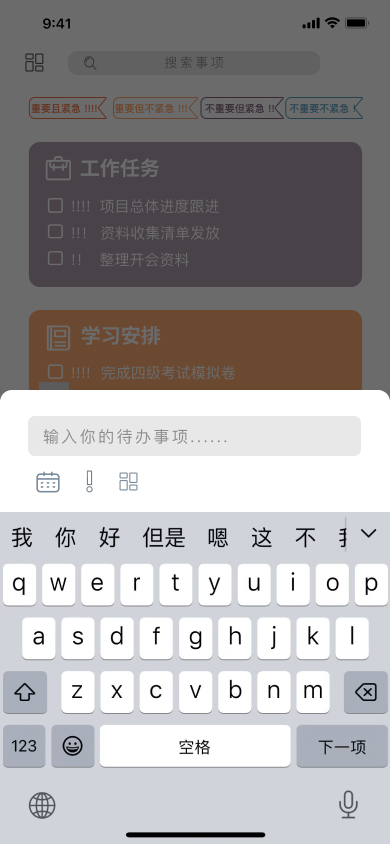 9:41
搜索事项
重要且紧急 !!!!
重要但不紧急 !!!
不重要但紧急 !!
不重要不紧急 !
工作任务
!!!! 项目总体进度跟进
!!! 资料收集清单发放
!! 整理开会资料
学习安排
!!!! 完成四级考试模拟卷
输入你的待办事项......
我 你 好 但是 嗯 这 不
q w e r t y u i o p
a s d f g h j k l
z x c v b n m
123 空格 下一项